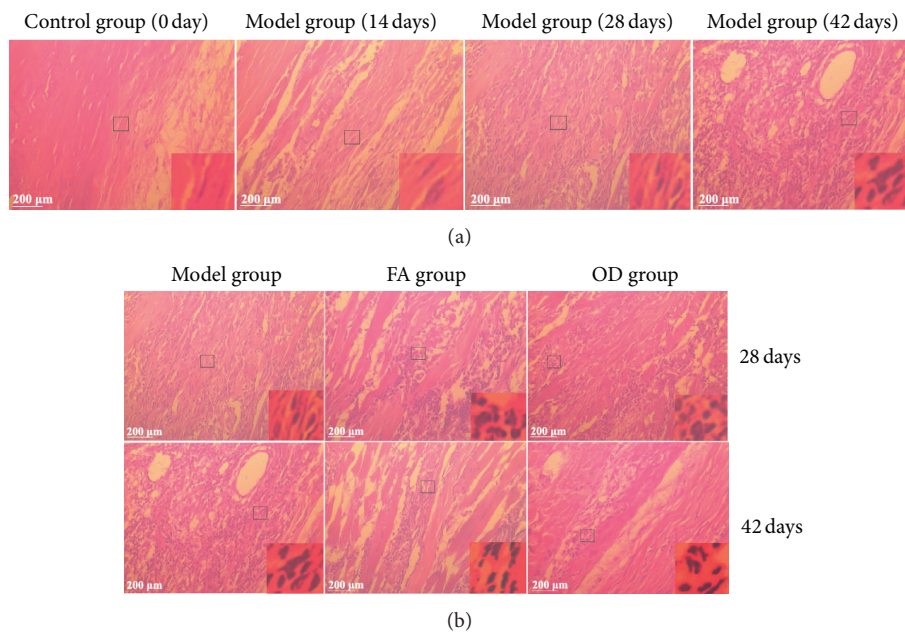 Control group (0 day) Model group (14 days) Model group (28 days) Model group (42 days)
200 μm 200 μm 200 μm 200 μm
(a)
Model group FA group OD group
28 days
200 μm 200 μm 200 μm
42 days
200 μm 200 μm 200 μm
(b)